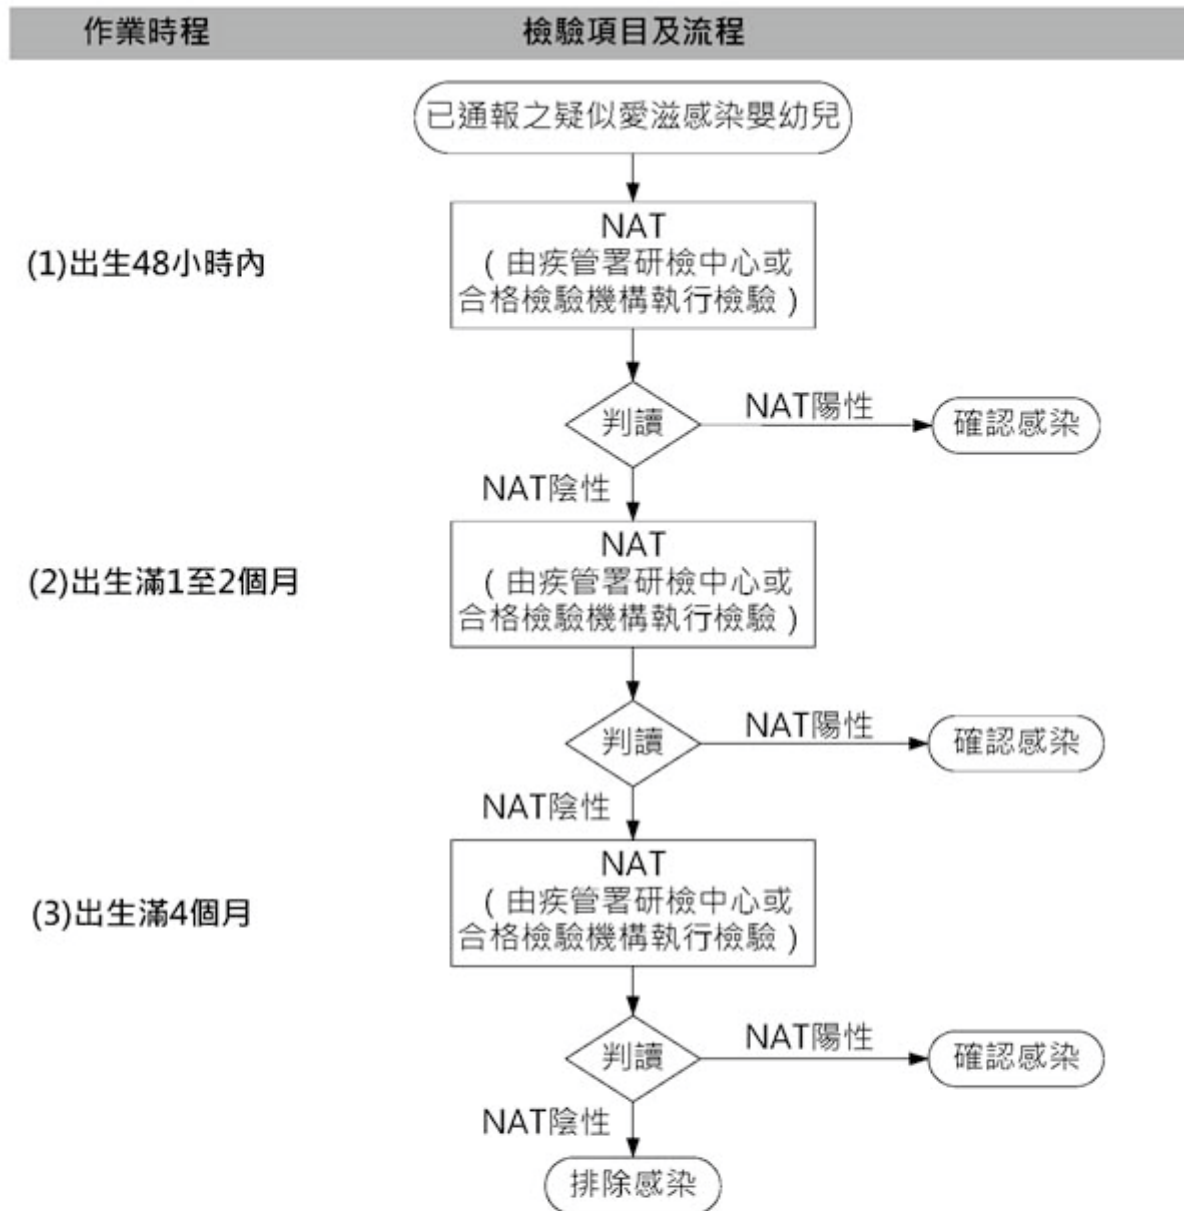 作業時程
檢驗項目及流程
已通報之疑似愛滋感染嬰幼兒
(1)出生48小時內
NAT
（由疾管署研檢中心或
合格檢驗機構執行檢驗）
判讀
NAT陽性
確認感染
NAT陰性
(2)出生滿1至2個月
NAT
（由疾管署研檢中心或
合格檢驗機構執行檢驗）
判讀
NAT陽性
確認感染
NAT陰性
(3)出生滿4個月
NAT
（由疾管署研檢中心或
合格檢驗機構執行檢驗）
判讀
NAT陽性
確認感染
NAT陰性
排除感染